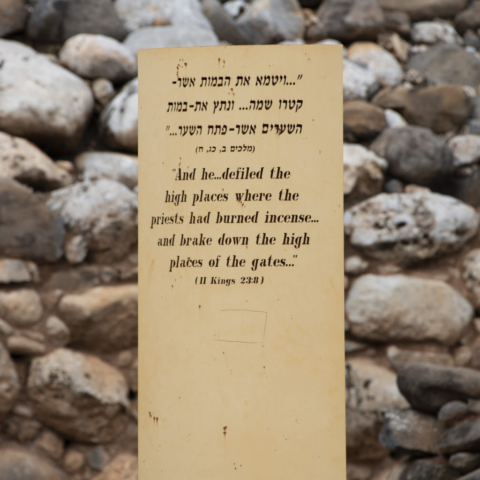 "...ויטמא את הבמות אשר-
קטרו שמה... ונתץ את-במות
השערים אשר-פתח השער..."
(מלכים ב, כג, ח)
"And he...defiled the
high places where the
priests had burned incense...
and brake down the high
places of the gates..."
(II Kings 23:8)